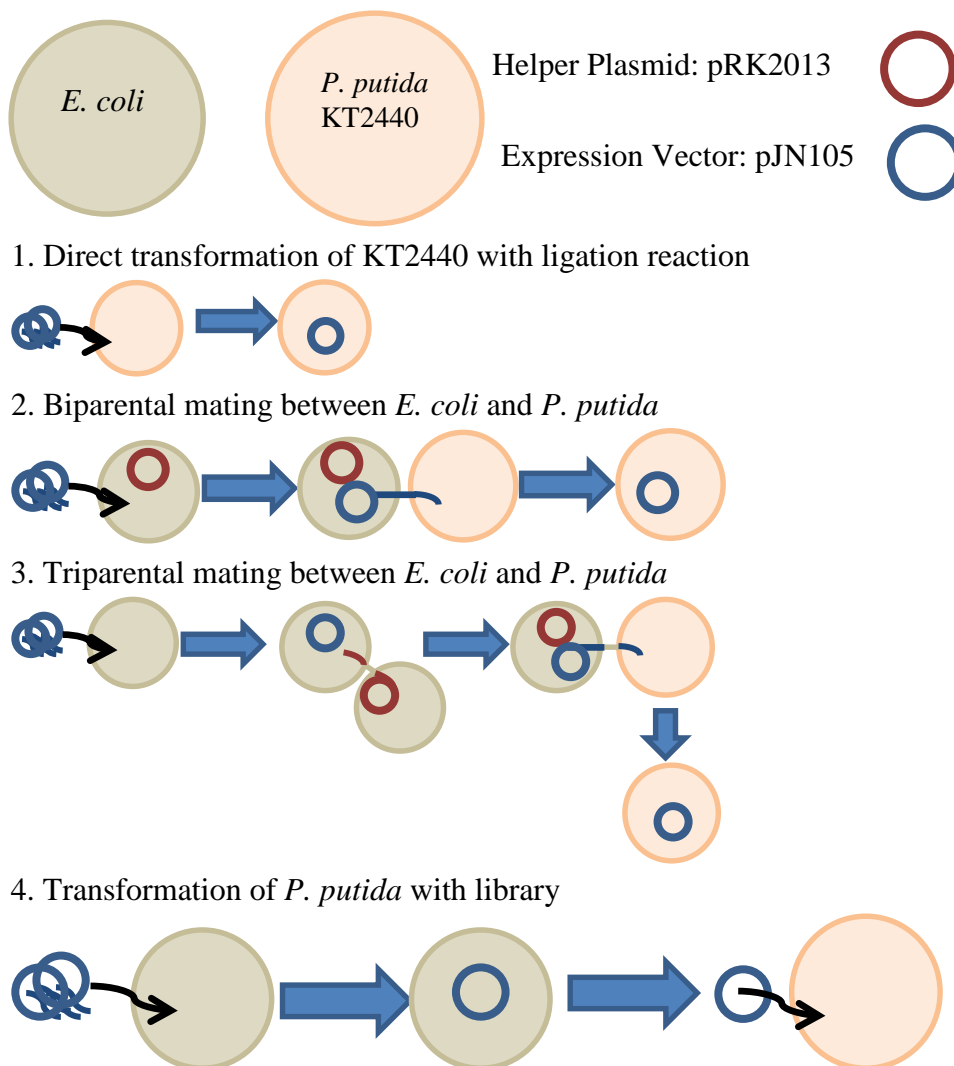 E. coli
P. putida
KT2440
Helper Plasmid: pRK2013
Expression Vector: pJN105
1. Direct transformation of KT2440 with ligation reaction
2. Biparental mating between E. coli and P. putida
3. Triparental mating between E. coli and P. putida
4. Transformation of P. putida with library